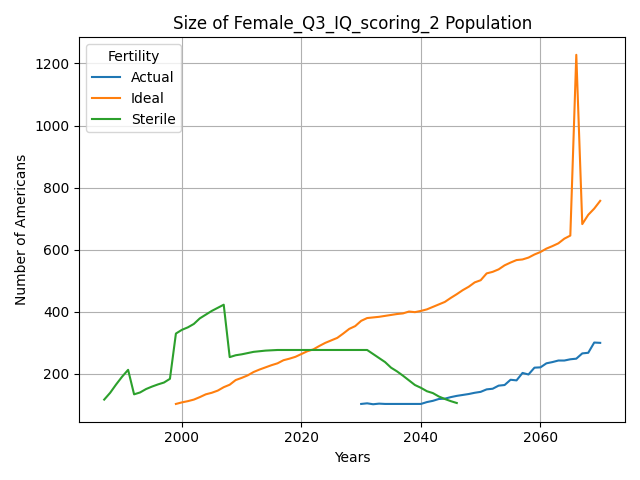 Size of Female_Q3_IQ_scoring_2 Population
Fertility
Actual
Ideal
Sterile
Number of Americans
1200
1000
800
600
400
200
2000
2020
2040
2060
Years